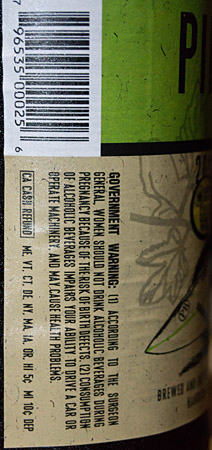 7 96535 00025 6
GOVERNMENT WARNING: (1) ACCORDING TO THE SURGEON
GENERAL, WOMEN SHOULD NOT DRINK ALCOHOLIC BEVERAGES DURING
PREGNANCY BECAUSE OF THE RISK OF BIRTH DEFECTS. (2) CONSUMPTION
OF ALCOHOLIC BEVERAGES IMPAIRS YOUR ABILITY TO DRIVE A CAR OR
OPERATE MACHINERY, AND MAY CAUSE HEALTH PROBLEMS.
CA CASH REFUND ME, VT, CT, DE, NY, MA, IA, OR, HI 5¢ MI 10¢ DEP
PI
BREWED AND